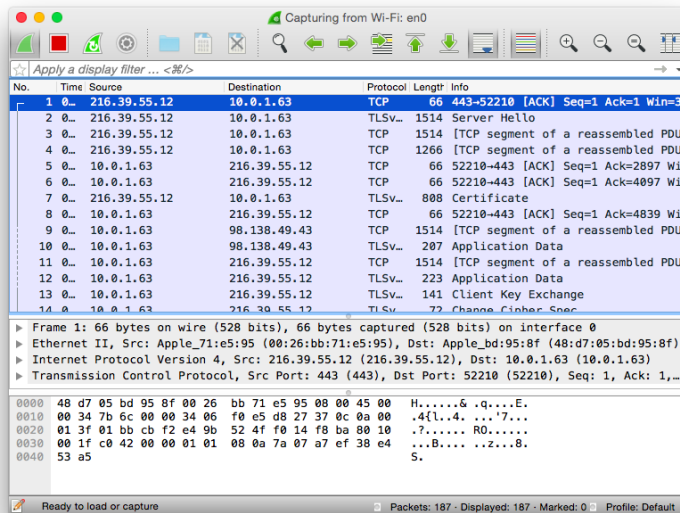 Capturing from Wi-Fi: en0
Apply a display filter ... <⌘/>
No. Time Source Destination Protocol Length Info
1 0… 216.39.55.12 10.0.1.63 TCP 66 443→52210 [ACK] Seq=1 Ack=1 Win=3
2 0… 216.39.55.12 10.0.1.63 TLSv… 1514 Server Hello
3 0… 216.39.55.12 10.0.1.63 TCP 1514 [TCP segment of a reassembled PDU
4 0… 216.39.55.12 10.0.1.63 TCP 1266 [TCP segment of a reassembled PDU
5 0… 10.0.1.63 216.39.55.12 TCP 66 52210→443 [ACK] Seq=1 Ack=2897 Wi
6 0… 10.0.1.63 216.39.55.12 TCP 66 52210→443 [ACK] Seq=1 Ack=4097 Wi
7 0… 216.39.55.12 10.0.1.63 TLSv… 808 Certificate
8 0… 10.0.1.63 216.39.55.12 TCP 66 52210→443 [ACK] Seq=1 Ack=4839 Wi
9 0… 10.0.1.63 98.138.49.43 TCP 1514 [TCP segment of a reassembled PDU
10 0… 10.0.1.63 98.138.49.43 TLSv… 207 Application Data
11 0… 10.0.1.63 216.39.55.12 TCP 1514 [TCP segment of a reassembled PDU
12 0… 10.0.1.63 216.39.55.12 TLSv… 223 Application Data
13 0… 10.0.1.63 216.39.55.12 TLSv… 141 Client Key Exchange
14 0… 10.0.1.63 216.39.55.12 TLSv… 72 Change Cipher Spec
Frame 1: 66 bytes on wire (528 bits), 66 bytes captured (528 bits) on interface 0
Ethernet II, Src: Apple_71:e5:95 (00:26:bb:71:e5:95), Dst: Apple_bd:95:8f (48:d7:05:bd:95:8f)
Internet Protocol Version 4, Src: 216.39.55.12 (216.39.55.12), Dst: 10.0.1.63 (10.0.1.63)
Transmission Control Protocol, Src Port: 443 (443), Dst Port: 52210 (52210), Seq: 1, Ack: 1,…
0000 48 d7 05 bd 95 8f 00 26 bb 71 e5 95 08 00 45 00 H......& .q....E.
0010 00 34 7b 6c 00 00 34 06 f0 e5 d8 27 37 0c 0a 00 .4{l..4. ...'7...
0020 01 3f 01 bb cb f2 e4 9b 52 4f f0 14 f8 ba 80 10 .?...... RO......
0030 00 1f c0 42 00 00 01 01 08 0a 7a 07 a7 ef 38 e4 ...B.... ..z...8.
0040 53 a5 S.
Ready to load or capture Packets: 187 · Displayed: 187 · Marked: 0 Profile: Default